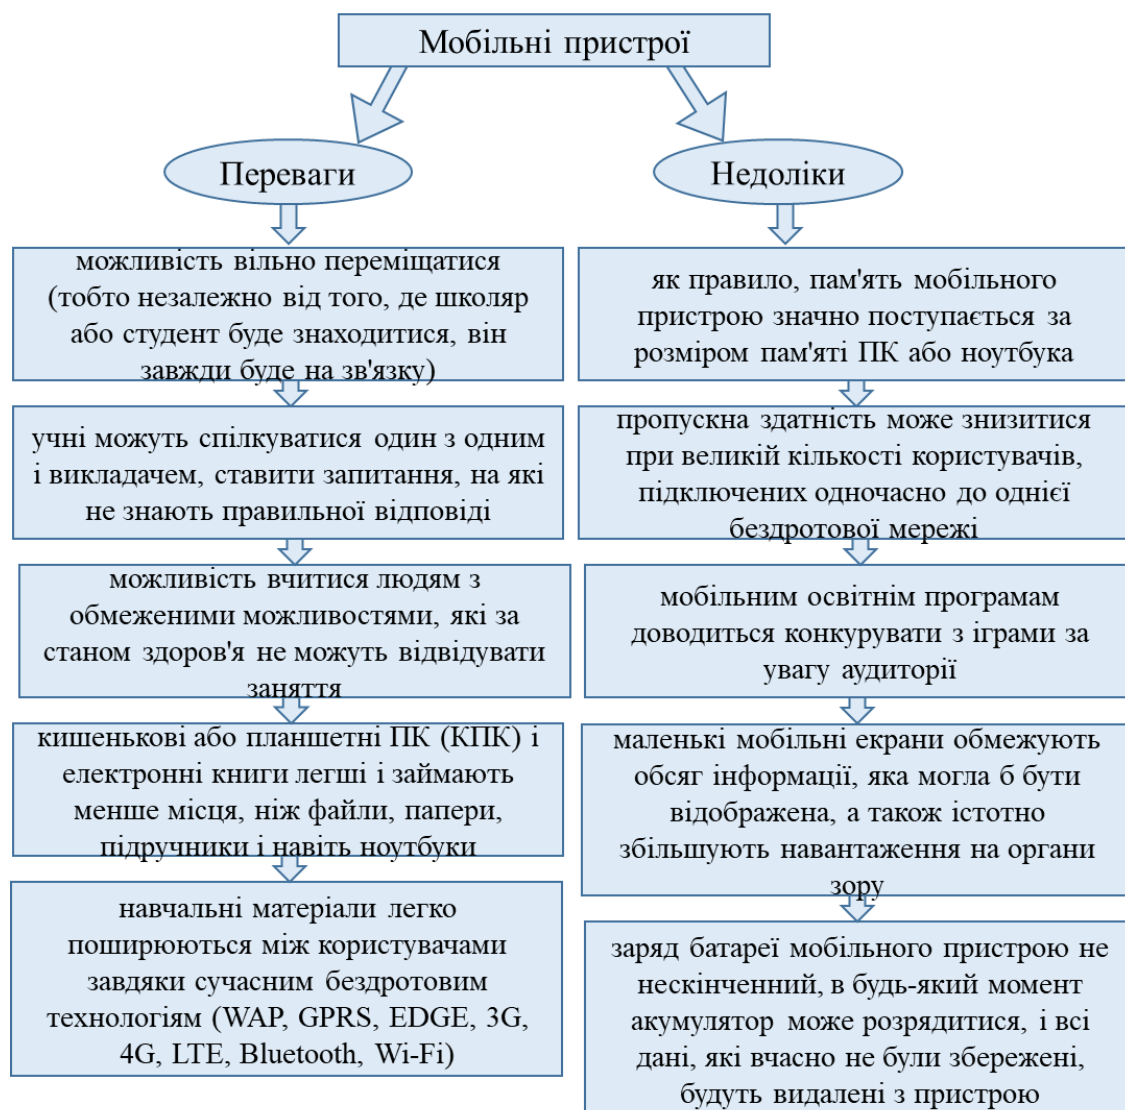 Мобільні пристрої
Переваги
Недоліки
можливість вільно переміщатися
(тобто незалежно від того, де школяр
або студент буде знаходитися, він
завжди буде на зв'язку)
учні можуть спілкуватися один з одним
і викладачем, ставити запитання, на які
не знають правильної відповіді
можливість вчитися людям з
обмеженими можливостями, які за
станом здоров'я не можуть відвідувати
заняття
кишенькові або планшетні ПК (КПК) і
електронні книги легші і займають
менше місця, ніж файли, папери,
підручники і навіть ноутбуки
навчальні матеріали легко
поширюються між користувачами
завдяки сучасним бездротовим
технологіям (WAP, GPRS, EDGE, 3G,
4G, LTE, Bluetooth, Wi-Fi)
як правило, пам'ять мобільного
пристрою значно поступається за
розміром пам'яті ПК або ноутбука
пропускна здатність може знизитися
при великій кількості користувачів,
підключених одночасно до однієї
бездротової мережі
мобільним освітнім програмам
доводиться конкурувати з іграми за
увагу аудиторії
маленькі мобільні екрани обмежують
обсяг інформації, яка могла б бути
відображена, а також істотно
збільшують навантаження на органи
зору
заряд батареї мобільного пристрою не
нескінченний, в будь-який момент
акумулятор може розрядитися, і всі
дані, які вчасно не були збережені,
будуть видалені з пристрою